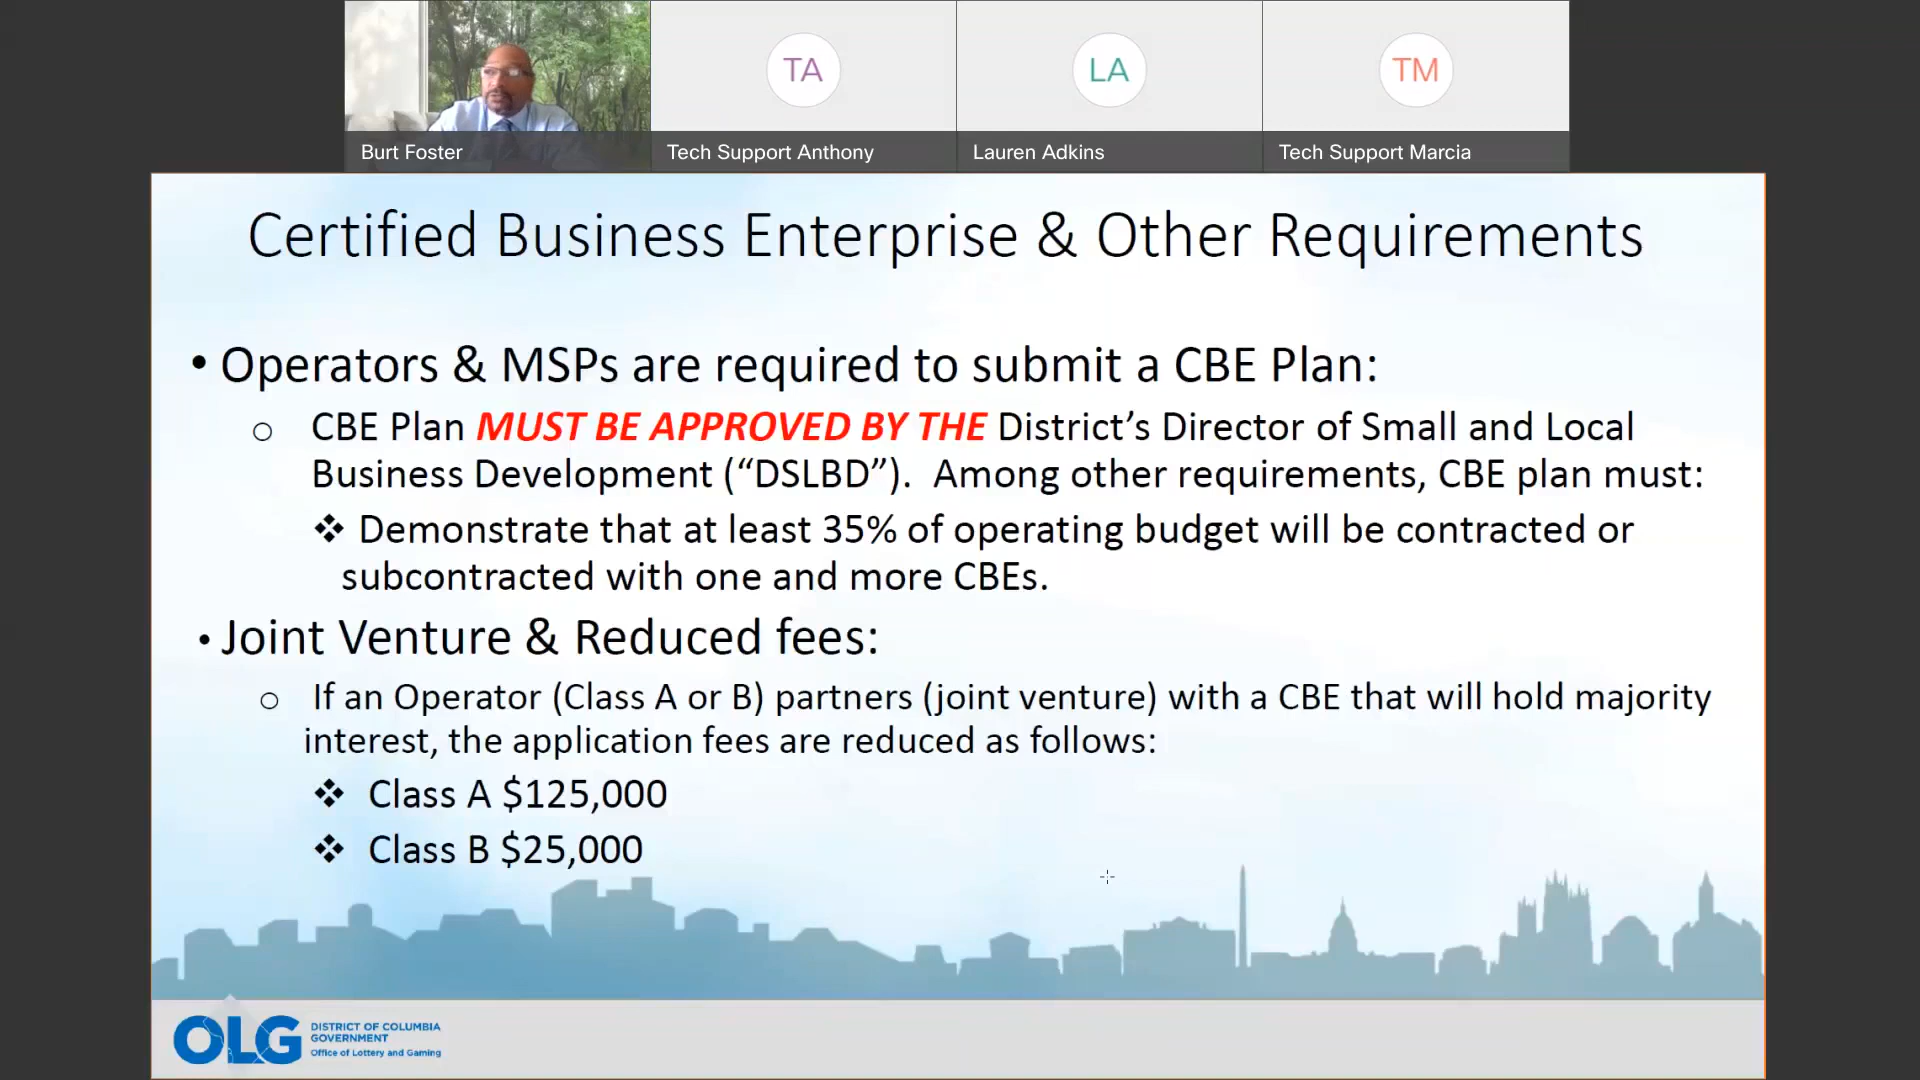 TA
LA
TM
Burt Foster
Tech Support Anthony
Lauren Adkins
Tech Support Marcia
Certified Business Enterprise & Other Requirements
• Operators & MSPs are required to submit a CBE Plan:
o CBE Plan MUST BE APPROVED BY THE District’s Director of Small and Local
Business Development (“DSLBD”). Among other requirements, CBE plan must:
❖ Demonstrate that at least 35% of operating budget will be contracted or
subcontracted with one and more CBEs.
• Joint Venture & Reduced fees:
o If an Operator (Class A or B) partners (joint venture) with a CBE that will hold majority
interest, the application fees are reduced as follows:
❖ Class A $125,000
❖ Class B $25,000
OLG
DISTRICT OF COLUMBIA
GOVERNMENT
Office of Lottery and Gaming